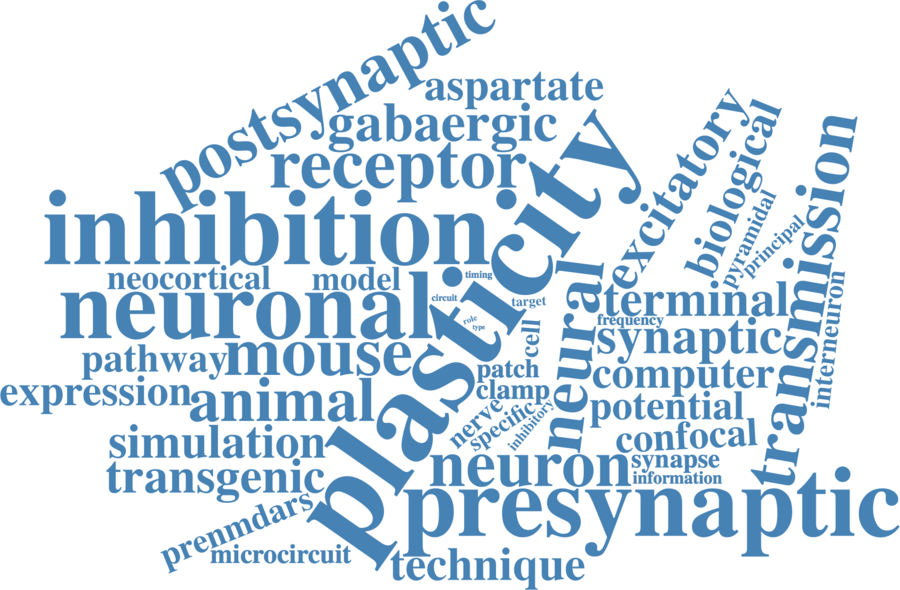 postsynaptic
aspartate
gabaergic
receptor
plasticity
excitatory
biological
transmission
pyramidal
principal
inhibition
neocortical
model
timing
neuronal
circuit
target
role
type
neural
terminal
frequency
interneuron
cell
synaptic
pathway
mouse
patch
clamp
computer
expression
animal
potential
nerve
specific
inhibitory
confocal
simulation
neuron
synapse
transgenic
information
presynaptic
prenmdars
microcircuit
technique